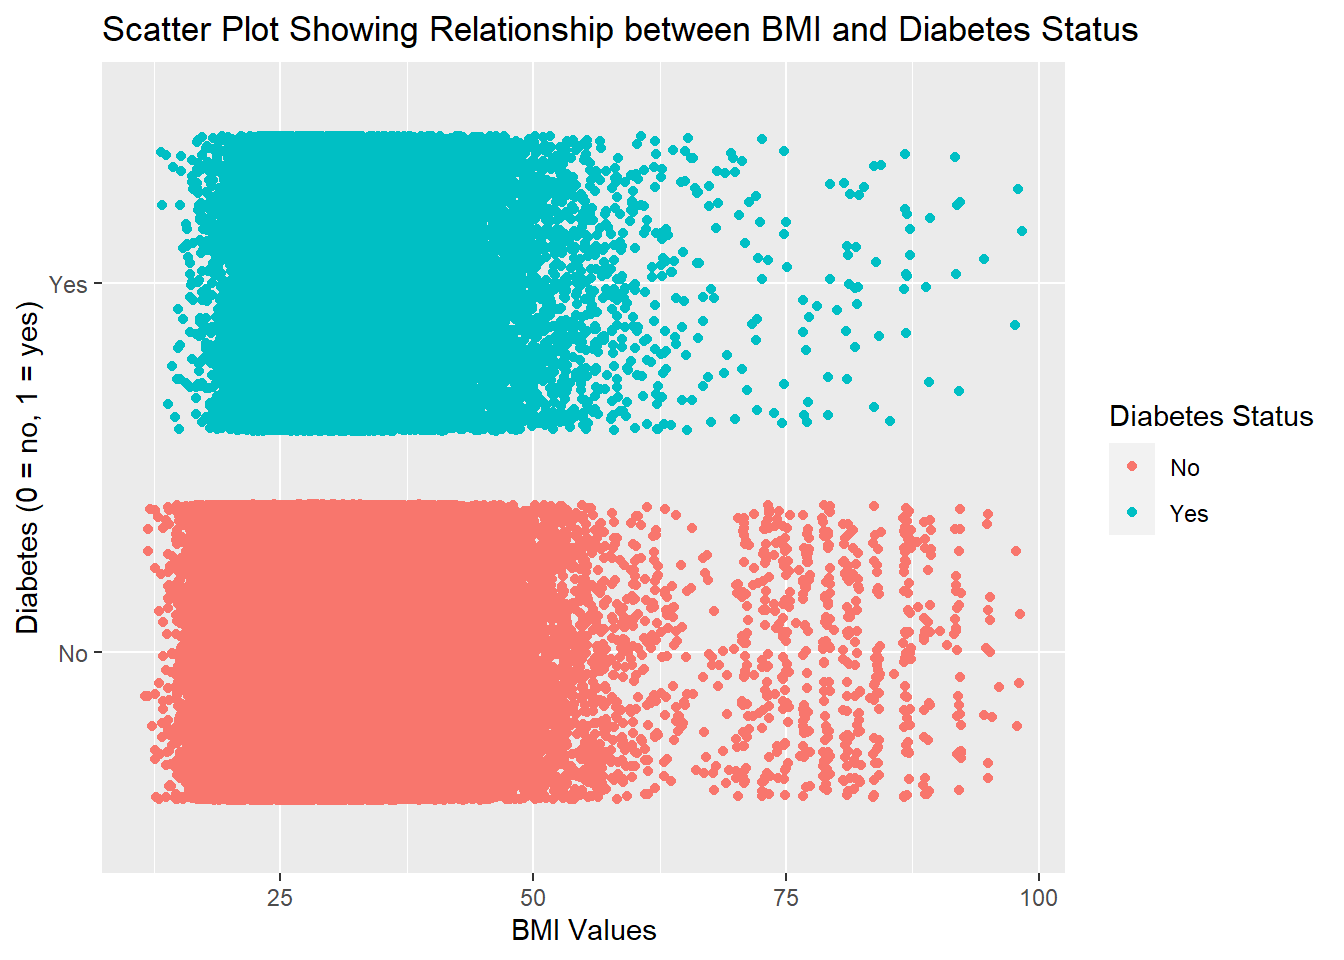 Scatter Plot Showing Relationship between BMI and Diabetes Status
Diabetes (0 = no, 1 = yes)
Yes
No
25
50
75
100
BMI Values
Diabetes Status
No
Yes